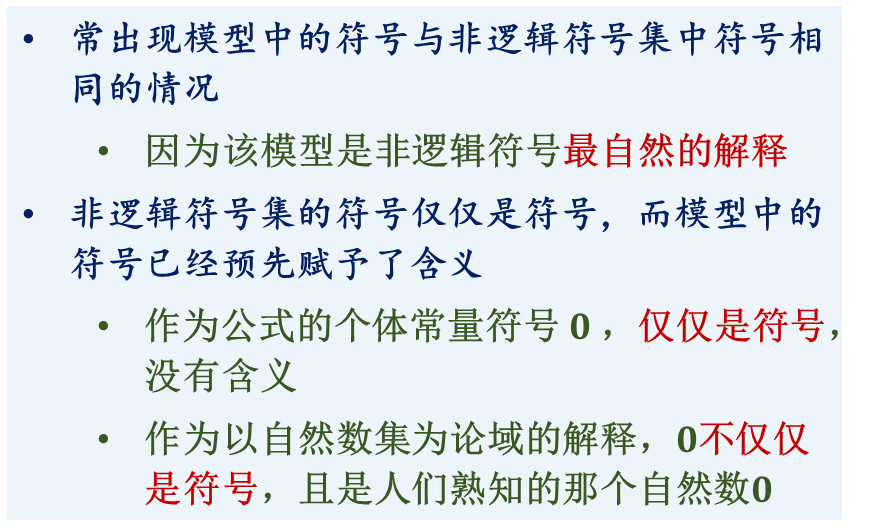 • 常出现模型中的符号与非逻辑符号集中符号相
同的情况
• 因为该模型是非逻辑符号最自然的解释
• 非逻辑符号集的符号仅仅是符号，而模型中的
符号已经预先赋予了含义
• 作为公式的个体常量符号 0 ，仅仅是符号，
没有含义
• 作为以自然数集为论域的解释，0不仅仅
是符号，且是人们熟知的那个自然数0